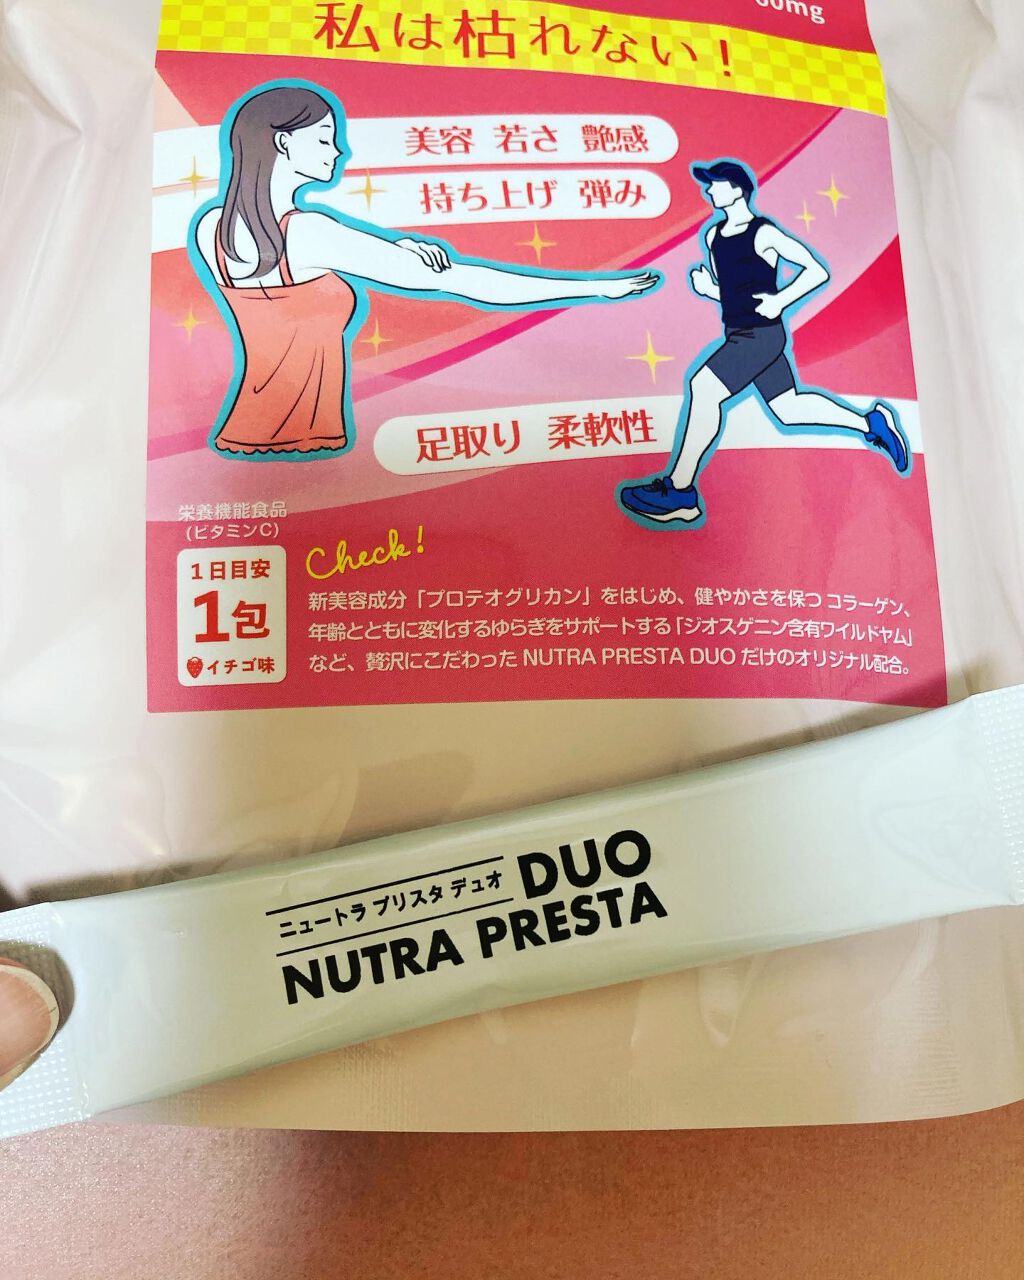 私は枯れない！
美容 若さ 艶感
持ち上げ 弾み
足取り 柔軟性
栄養機能食品
（ビタミンC）
1日目安
1包
イチゴ味
Check!
新美容成分「プロテオグリカン」をはじめ、健やかさを保つ コラーゲン、
年齢とともに変化するゆらぎをサポートする「ジオスゲニン含有ワイルドヤム」
など、贅沢にこだわった NUTRA PRESTA DUO だけのオリジナル配合。
ニュートラ プリスタ デュオ
DUO
NUTRA PRESTA